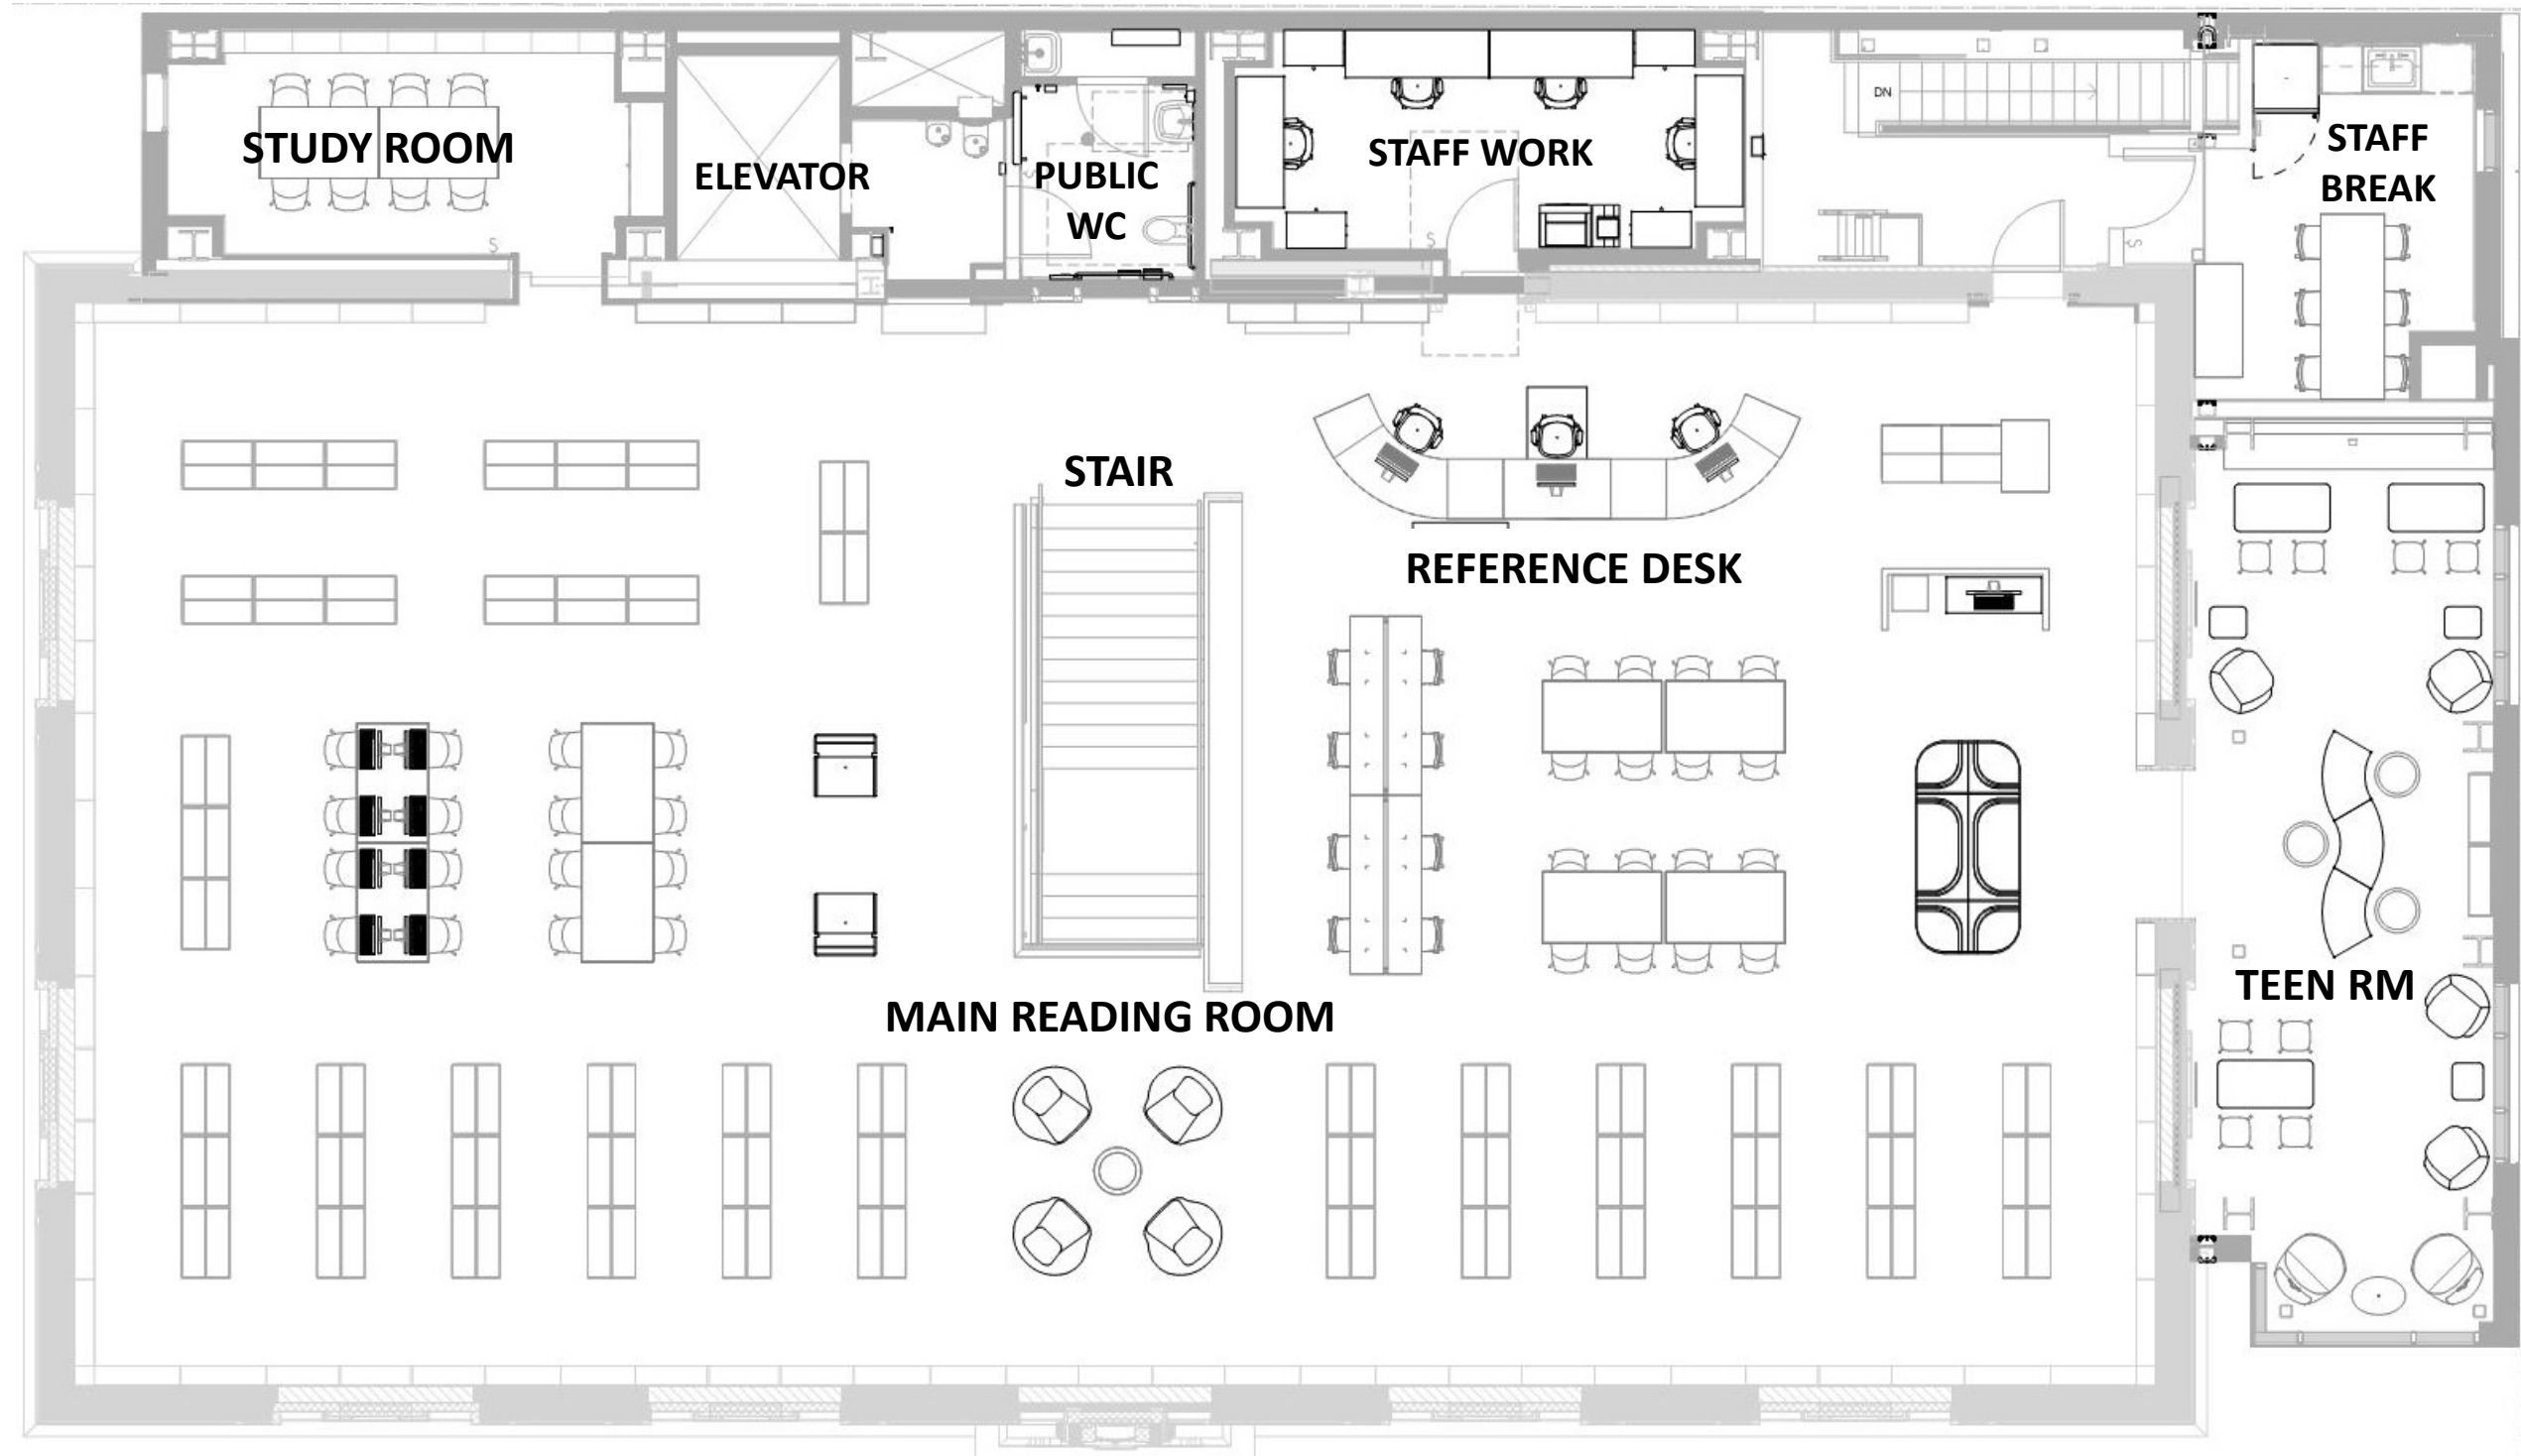 STUDY ROOM
ELEVATOR
PUBLIC
WC
STAFF WORK
DN
STAFF
BREAK
S
S
S
S
STAIR
REFERENCE DESK
MAIN READING ROOM
TEEN RM